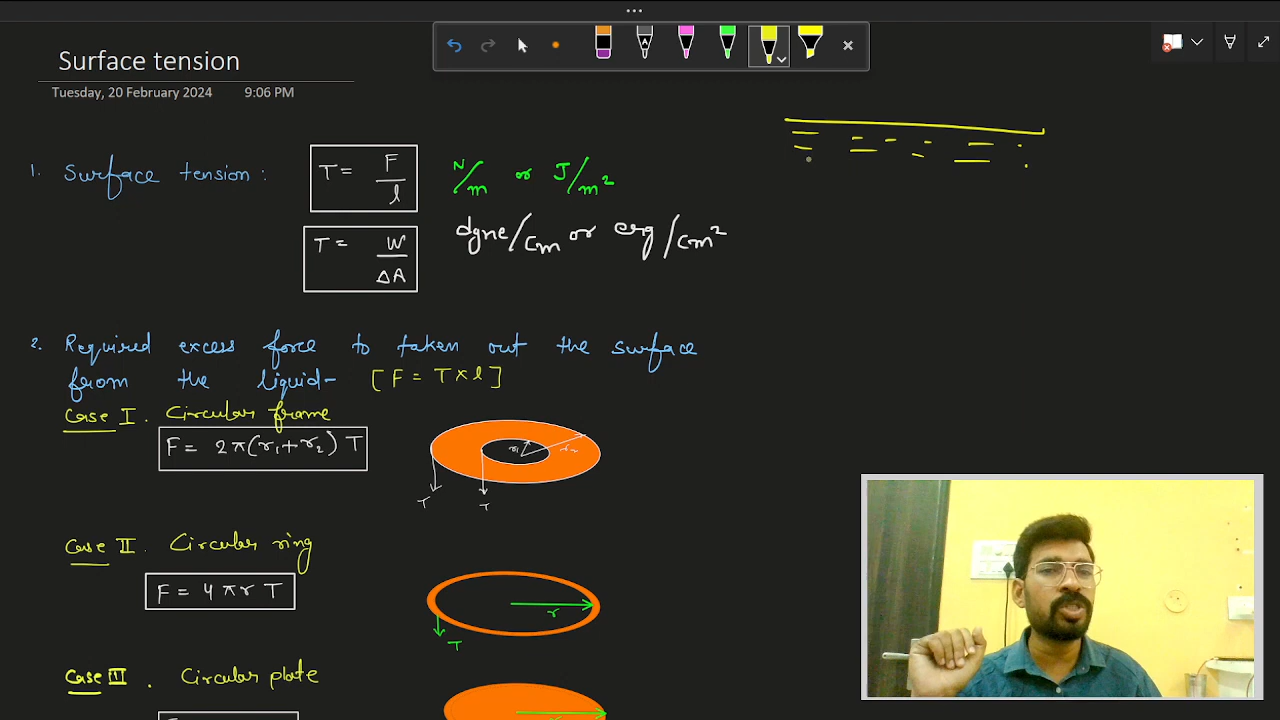 Surface tension
Tuesday, 20 February 2024 9:06 PM
1. Surface tension: T = F/l N/m or J/m²
T = W/ΔA dyne/cm or erg/cm²
2. Required excess force to taken out the surface
from the liquid- [F = T×l]
Case I. Circular frame
F = 2π(r₁+r₂) T
r₁ r₂
T T
Case II. Circular ring
F = 4πr T
r
T
Case III. Circular plate